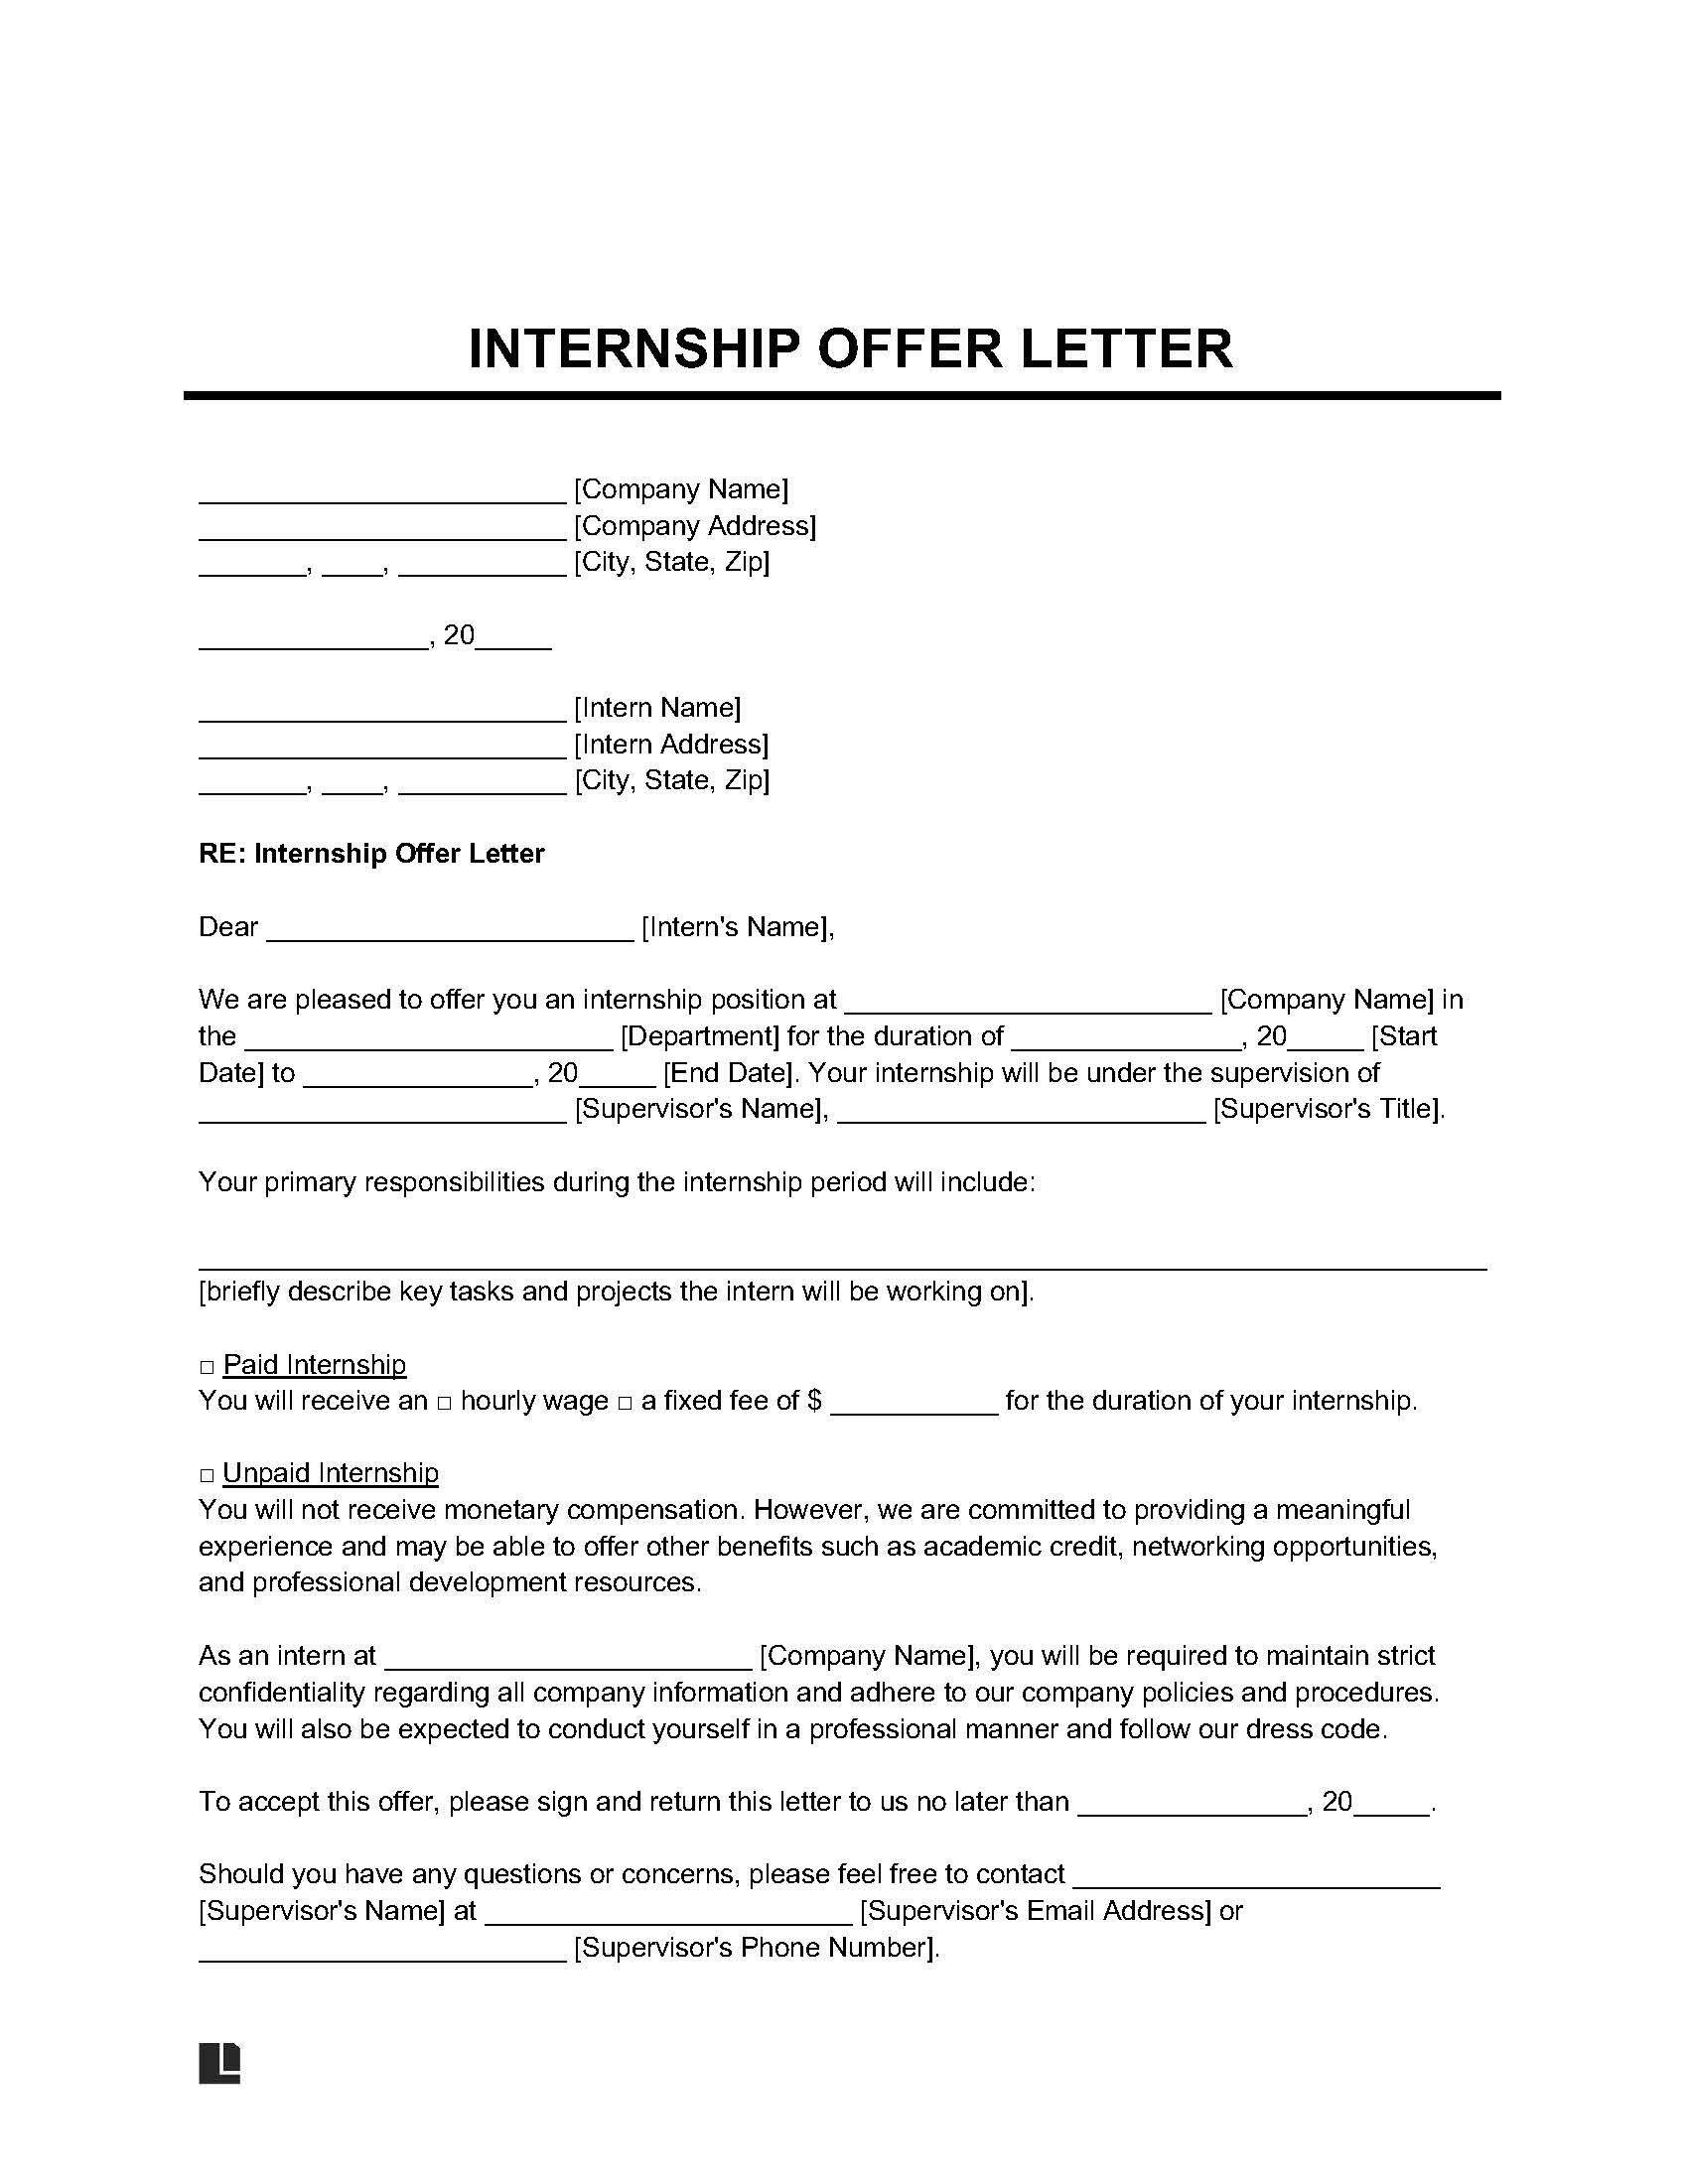 INTERNSHIP OFFER LETTER
________________________ [Company Name]
________________________ [Company Address]
_______, ____, ___________ [City, State, Zip]
_______________, 20_____
________________________ [Intern Name]
________________________ [Intern Address]
_______, ____, ___________ [City, State, Zip]
RE: Internship Offer Letter
Dear ________________________ [Intern's Name],
We are pleased to offer you an internship position at ________________________ [Company Name] in
the ________________________ [Department] for the duration of _______________, 20_____ [Start
Date] to _______________, 20_____ [End Date]. Your internship will be under the supervision of
________________________ [Supervisor's Name], ________________________ [Supervisor's Title].
Your primary responsibilities during the internship period will include:
____________________________________________________________________________________
[briefly describe key tasks and projects the intern will be working on].
□ Paid Internship
You will receive an □ hourly wage □ a fixed fee of $ ___________ for the duration of your internship.
□ Unpaid Internship
You will not receive monetary compensation. However, we are committed to providing a meaningful
experience and may be able to offer other benefits such as academic credit, networking opportunities,
and professional development resources.
As an intern at ________________________ [Company Name], you will be required to maintain strict
confidentiality regarding all company information and adhere to our company policies and procedures.
You will also be expected to conduct yourself in a professional manner and follow our dress code.
To accept this offer, please sign and return this letter to us no later than _______________, 20_____.
Should you have any questions or concerns, please feel free to contact ________________________
[Supervisor's Name] at ________________________ [Supervisor's Email Address] or
________________________ [Supervisor's Phone Number].